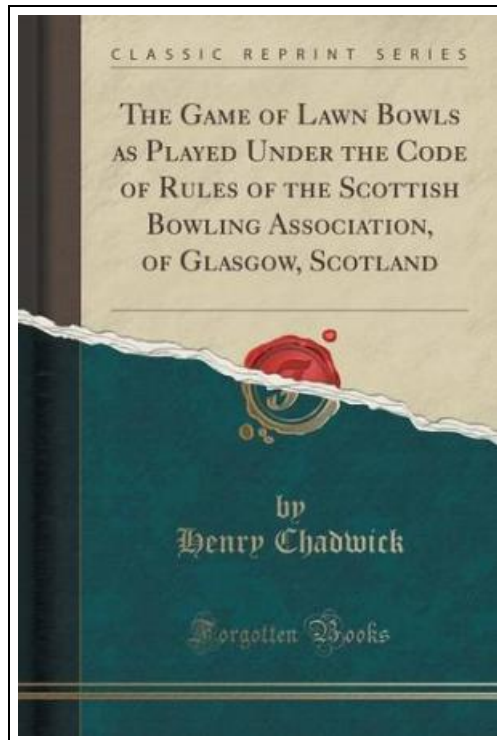 CLASSIC REPRINT SERIES
THE GAME OF LAWN BOWLS
AS PLAYED UNDER THE CODE
OF RULES OF THE SCOTTISH
BOWLING ASSOCIATION,
OF GLASGOW, SCOTLAND
by
Henry Chadwick
Forgotten Books